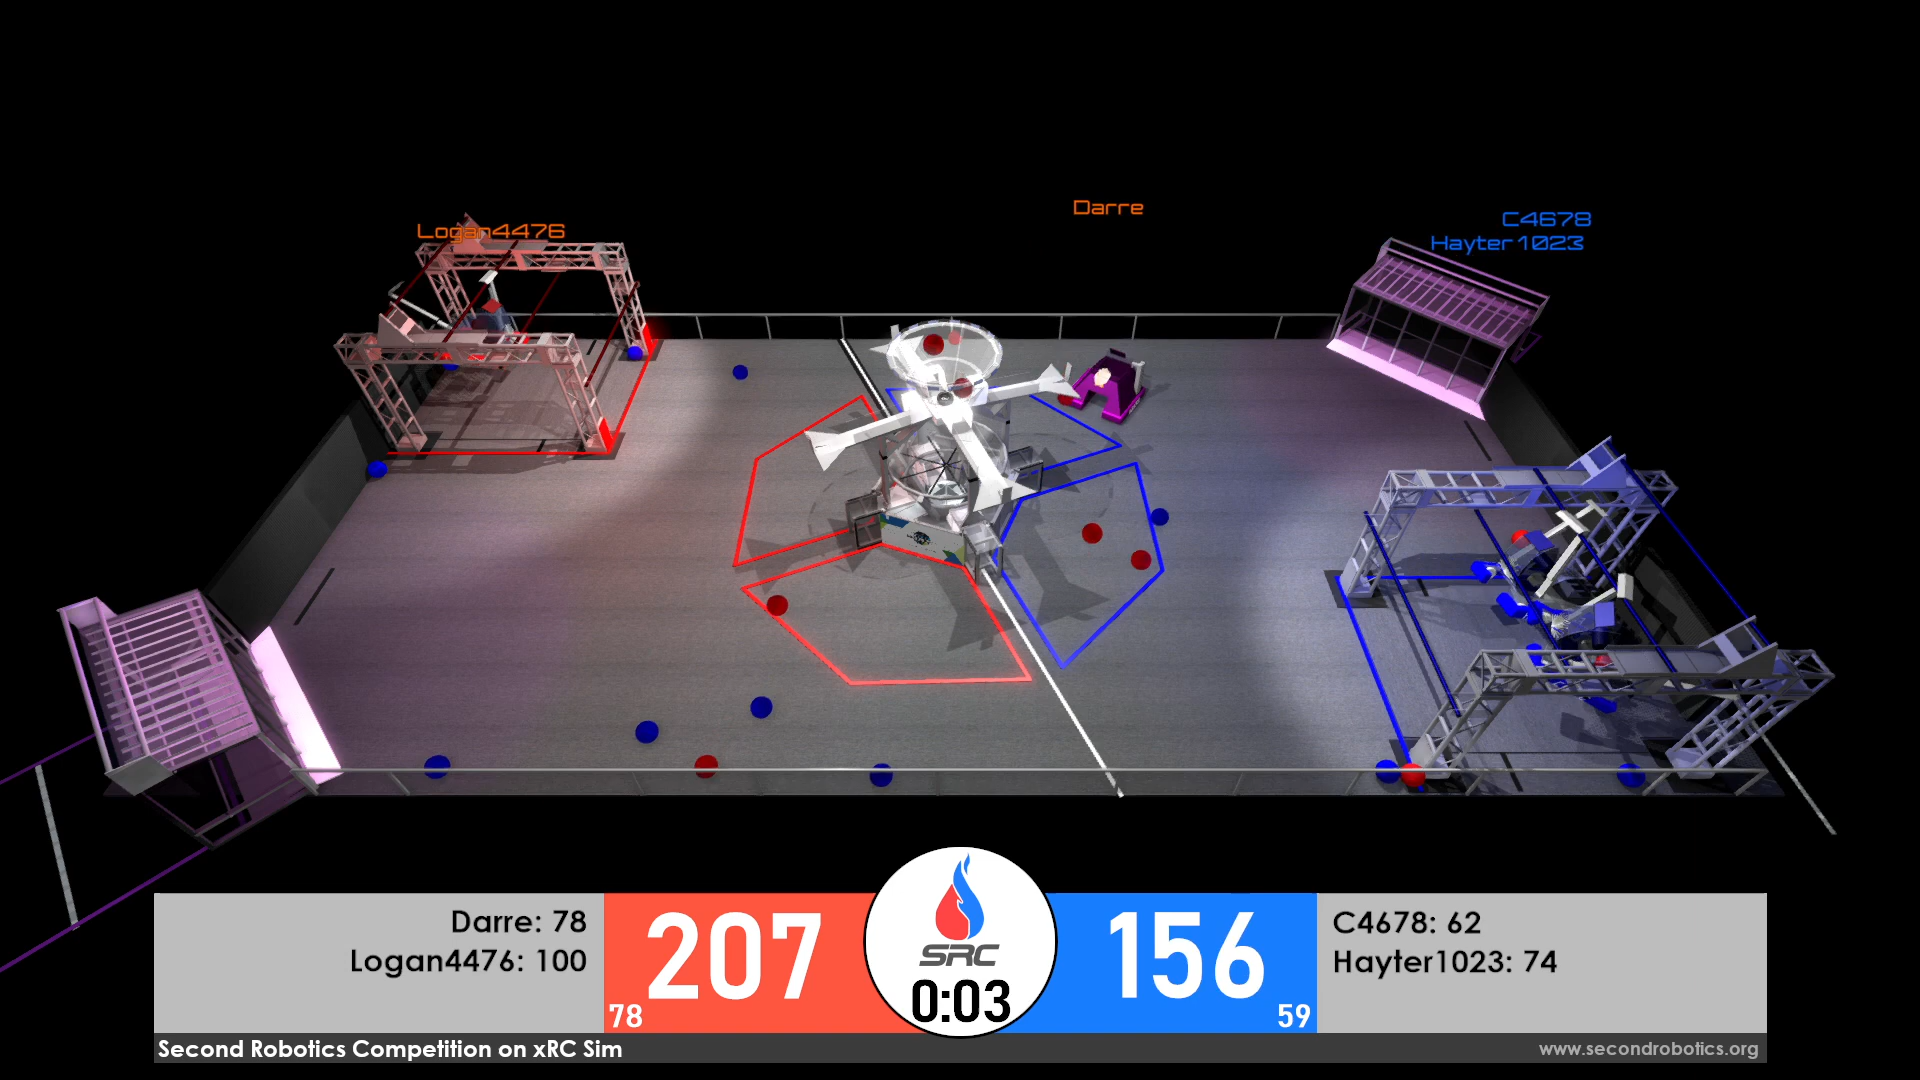 Darre
Logan4476
C4678
Hayter1023
Darre: 78
Logan4476: 100
207
78
SRC
0:03
156
59
C4678: 62
Hayter1023: 74
Second Robotics Competition on xRC Sim
www.secondrobotics.org